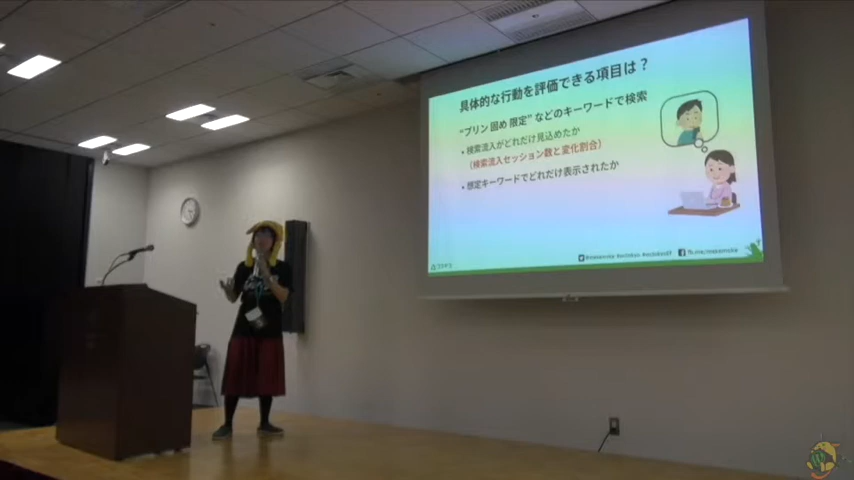 具体的な行動を評価できる項目は？
"プリン 固め 限定" などのキーワードで検索
• 検索流入がどれだけ見込めたか
（検索流入セッション数と変化割合）
• 想定キーワードでどれだけ表示されたか